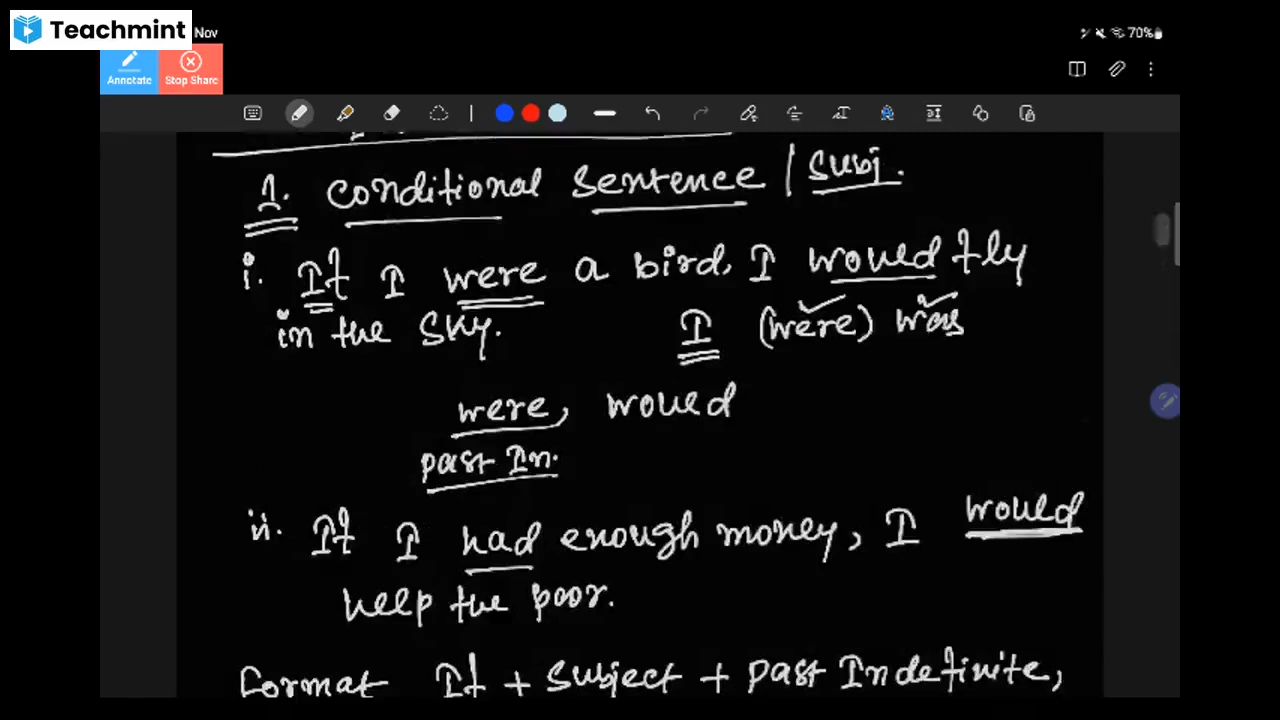 Teachmint
Nov
70%
Annotate
Stop Share
1. Conditional Sentence / Subj.
i. If I were a bird, I would fly
in the sky.
I (were) was
were, would
Past In.
ii. If I had enough money, I would
help the poor.
Format If + Subject + Past Indefinite,